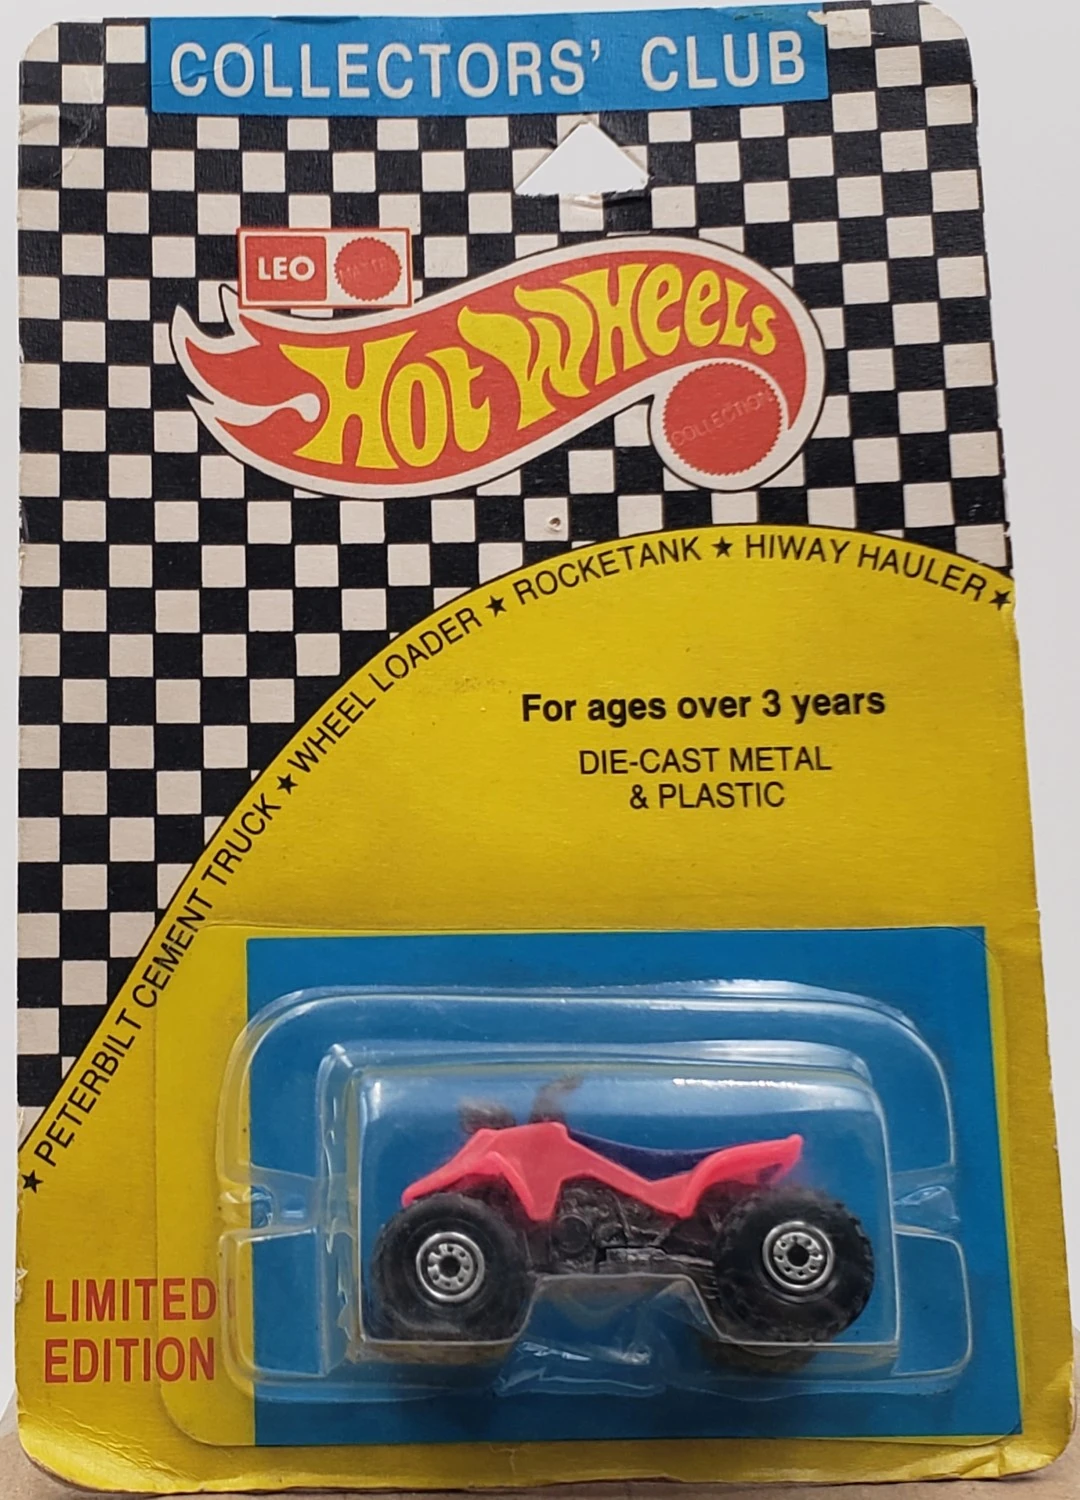 COLLECTORS' CLUB
LEO
MATTEL
Hot Wheels
COLLECTION
★ PETERBILT CEMENT TRUCK ★ WHEEL LOADER ★ ROCKETANK ★ HIWAY HAULER ★
For ages over 3 years
DIE-CAST METAL
& PLASTIC
LIMITED
EDITION